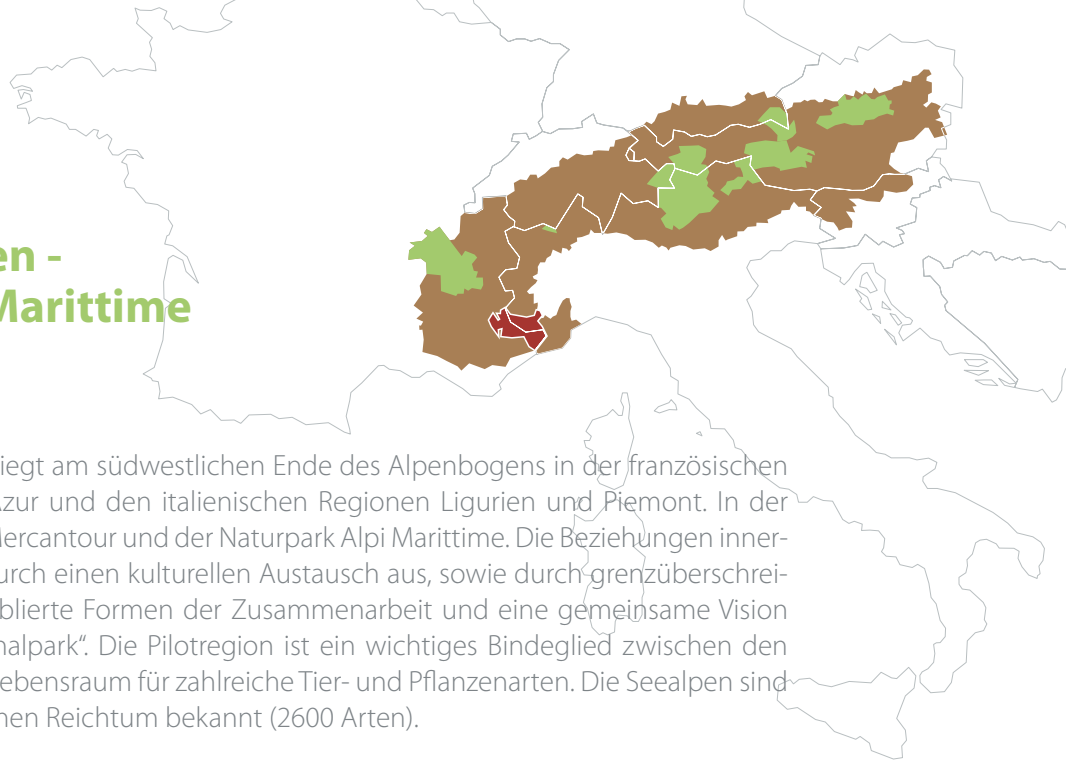 en -
Marittime
liegt am südwestlichen Ende des Alpenbogens in der französischen
Azur und den italienischen Regionen Ligurien und Piemont. In der
Mercantour und der Naturpark Alpi Marittime. Die Beziehungen inner-
urch einen kulturellen Austausch aus, sowie durch grenzüberschrei-
blierte Formen der Zusammenarbeit und eine gemeinsame Vision
nalpark“. Die Pilotregion ist ein wichtiges Bindeglied zwischen den
ebensraum für zahlreiche Tier- und Pflanzenarten. Die Seealpen sind
hen Reichtum bekannt (2600 Arten).